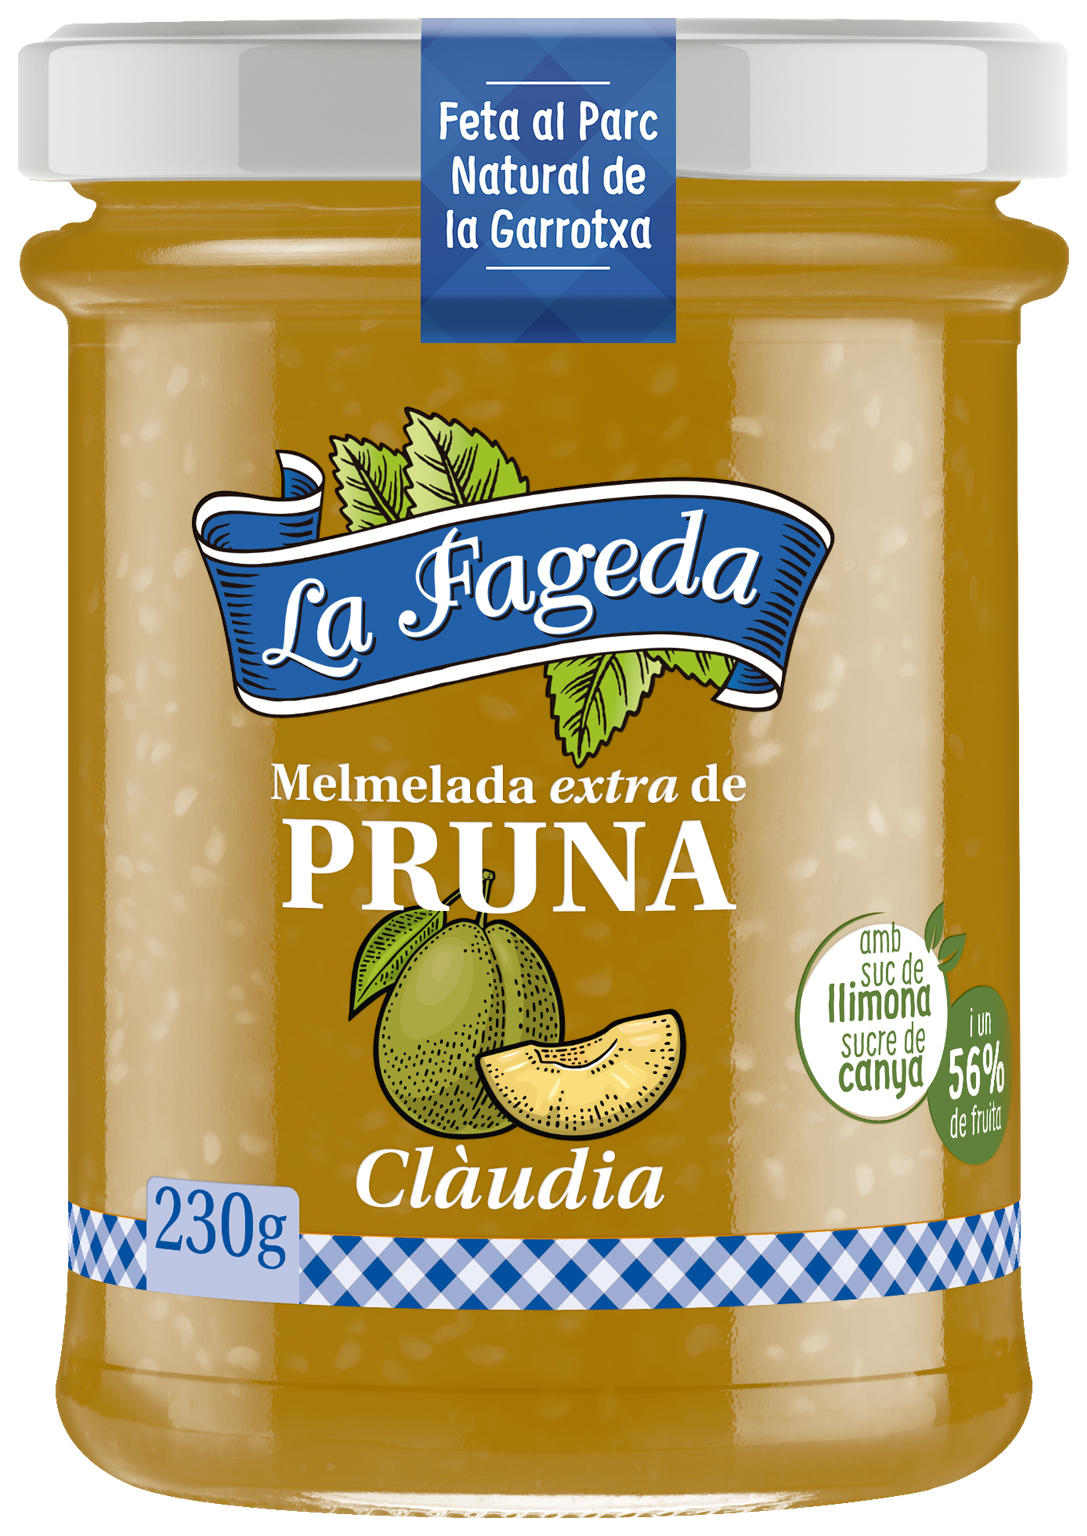 Feta al Parc
Natural de
la Garrotxa
La Fageda
Melmelada extra de
PRUNA
amb
suc de
llimona
sucre de
canya
i un
56%
de fruita
Clàudia
230g